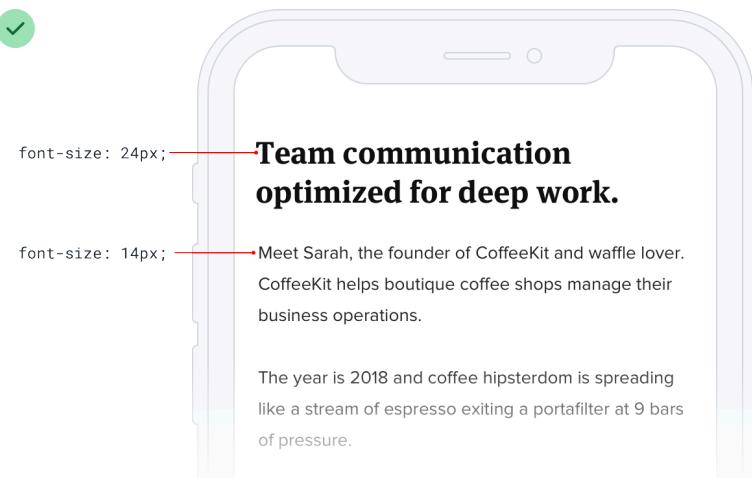 font-size: 24px;
Team communication
optimized for deep work.
font-size: 14px;
Meet Sarah, the founder of CoffeeKit and waffle lover.
CoffeeKit helps boutique coffee shops manage their
business operations.
The year is 2018 and coffee hipsterdom is spreading
like a stream of espresso exiting a portafilter at 9 bars
of pressure.